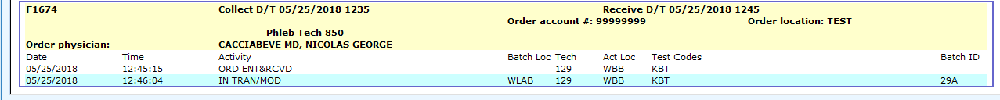 F1674 Collect D/T 05/25/2018 1235 Receive D/T 05/25/2018 1245
Order account #: 99999999 Order location: TEST
Phleb Tech 850
Order physician: CACCIABEVE MD, NICOLAS GEORGE
Date Time Activity Batch Loc Tech Act Loc Test Codes Batch ID
05/25/2018 12:45:15 ORD ENT&RCVD 129 WBB KBT
05/25/2018 12:46:04 IN TRAN/MOD WLAB 129 WBB KBT 29A